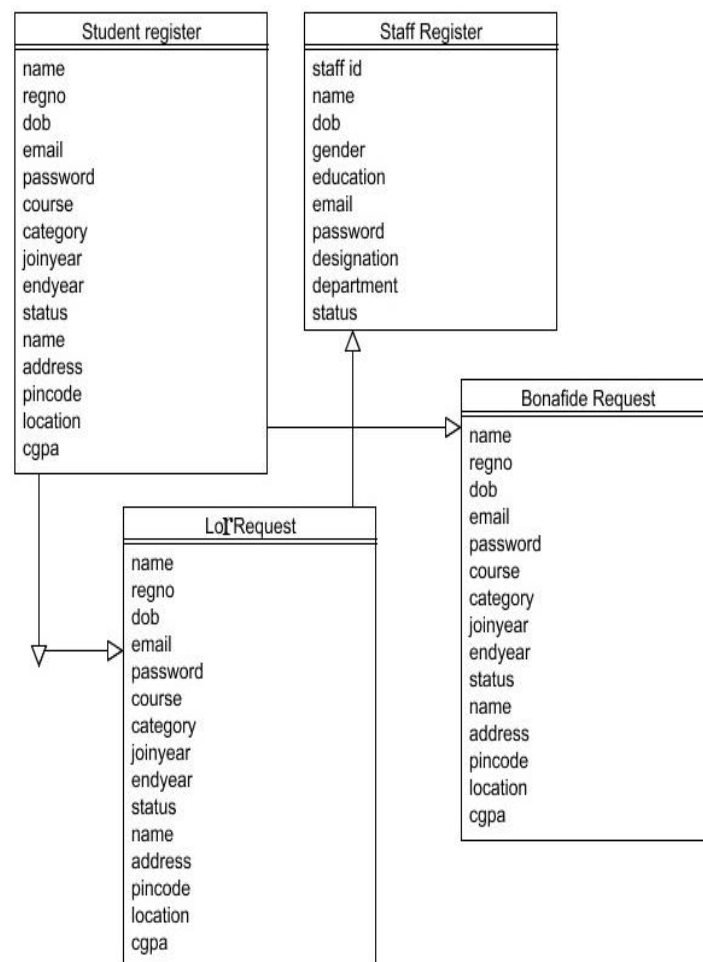 Student register
name
regno
dob
email
password
course
category
joinyear
endyear
status
name
address
pincode
location
cgpa
Staff Register
staff id
name
dob
gender
education
email
password
designation
department
status
Bonafide Request
name
regno
dob
email
password
course
category
joinyear
endyear
status
name
address
pincode
location
cgpa
Lor Request
name
regno
dob
email
password
course
category
joinyear
endyear
status
name
address
pincode
location
cgpa